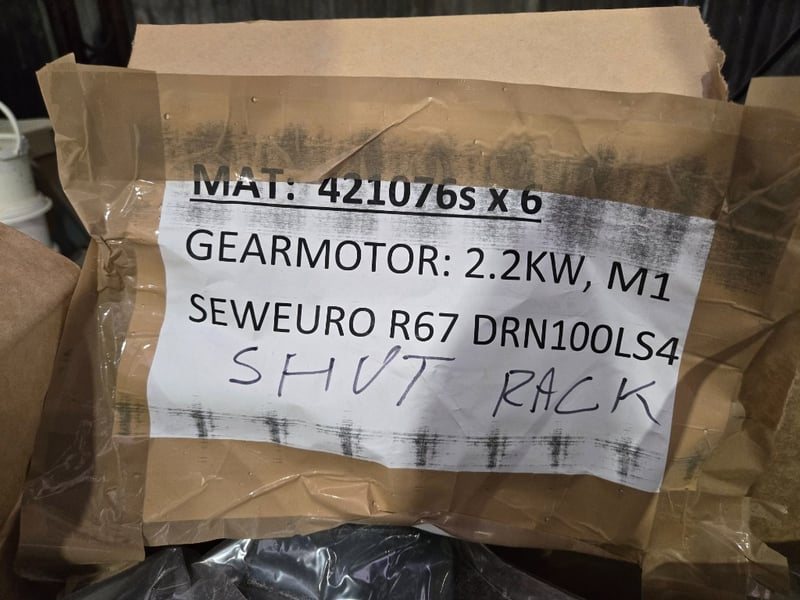 MAT: 421076s x 6
GEARMOTOR: 2.2KW, M1
SEWEURO R67 DRN100LS4
SHUT RACK